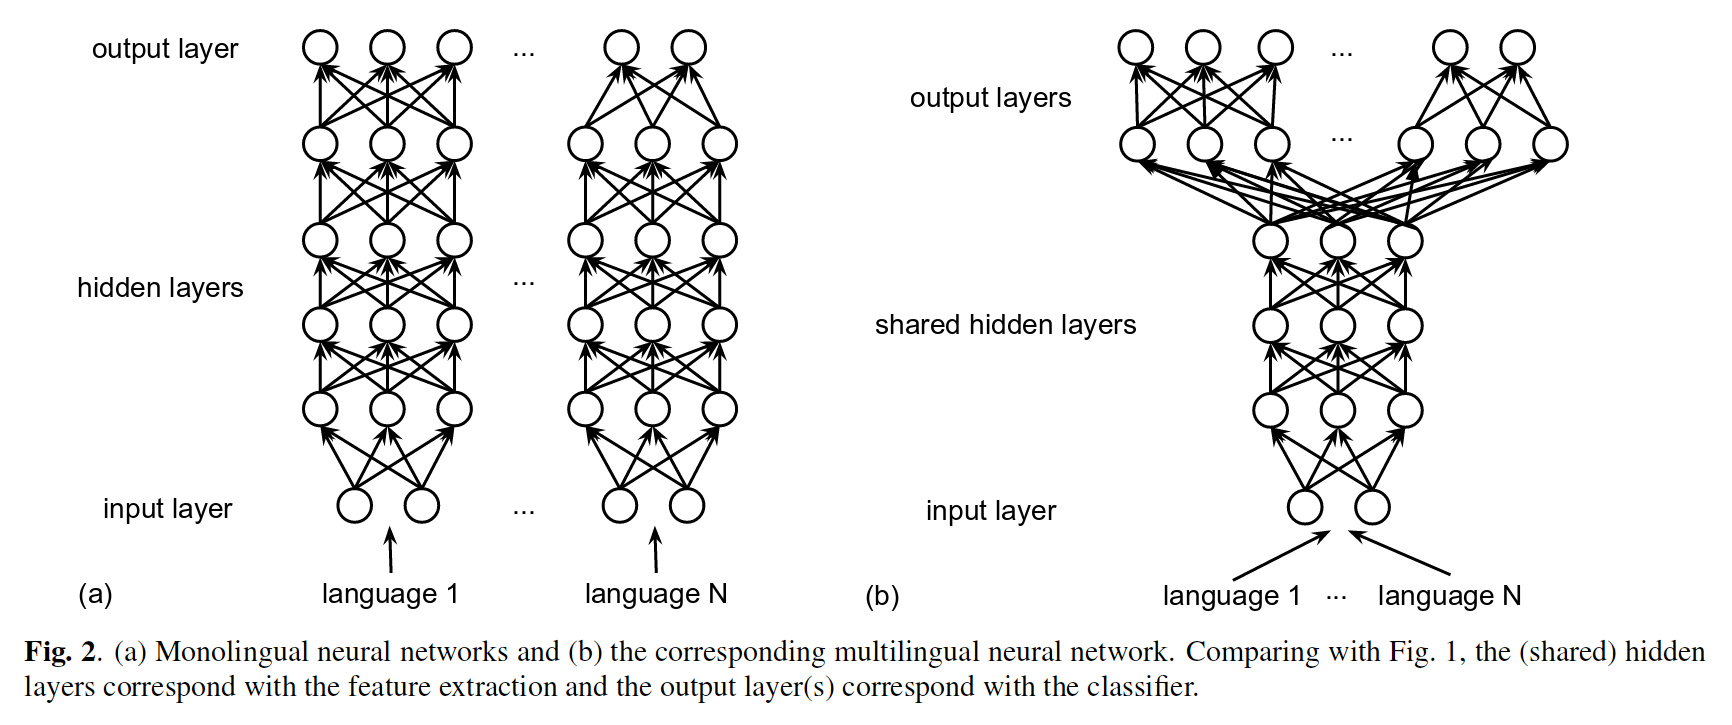 output layer
...
hidden layers
...
input layer
...
(a)
language 1
language N
...
output layers
...
shared hidden layers
input layer
(b)
language 1 ... language N
Fig. 2. (a) Monolingual neural networks and (b) the corresponding multilingual neural network. Comparing with Fig. 1, the (shared) hidden
layers correspond with the feature extraction and the output layer(s) correspond with the classifier.